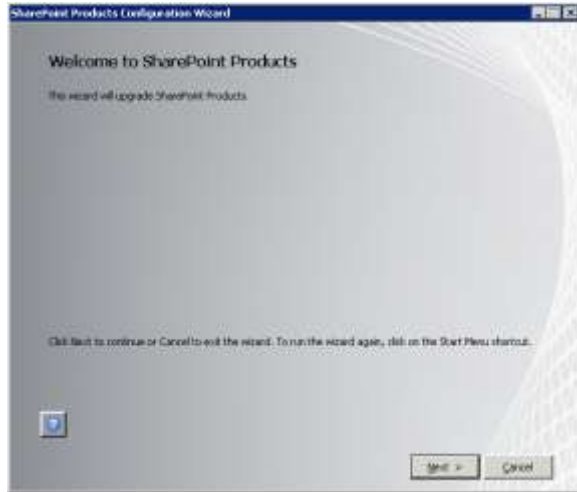 SharePoint Products Configuration Wizard
Welcome to SharePoint Products
This wizard will upgrade SharePoint Products.
Click Next to continue or Cancel to exit the wizard. To run the wizard again, click on the Start Menu shortcut.
Next >
Cancel